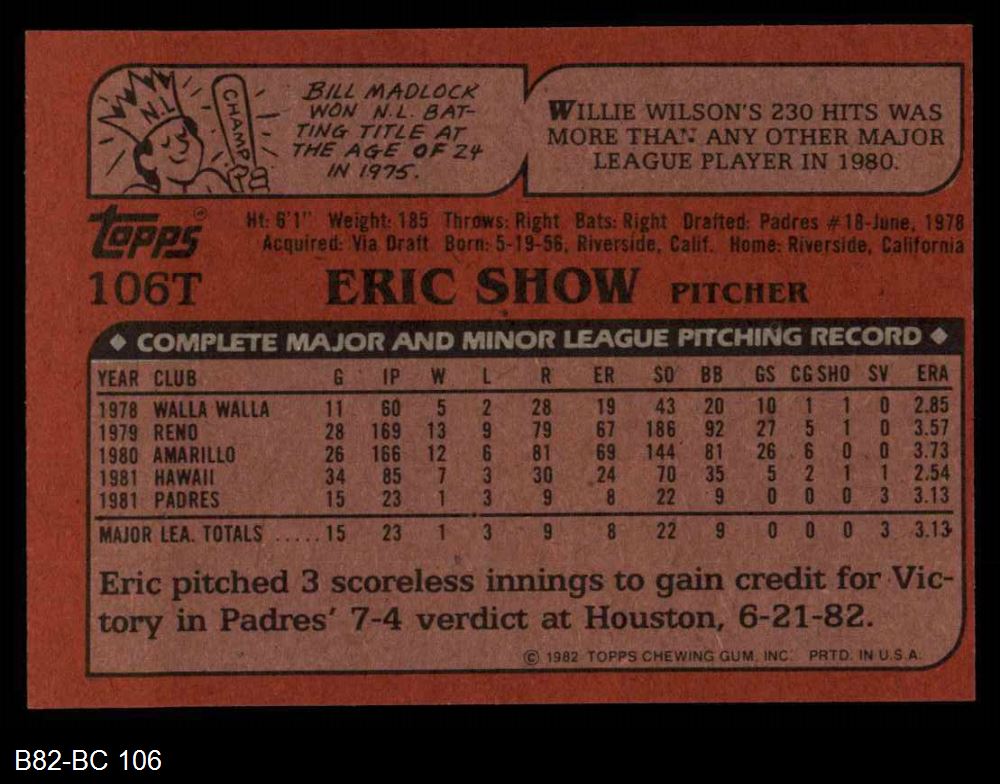 N.L.
CHAMP
BILL MADLOCK
WON N.L. BAT-
TING TITLE AT
THE AGE OF 24
IN 1975.
WILLIE WILSON'S 230 HITS WAS
MORE THAN ANY OTHER MAJOR
LEAGUE PLAYER IN 1980.
Topps®
106T
Ht: 6'1" Weight: 185 Throws: Right Bats: Right Drafted: Padres #18-June, 1978
Acquired: Via Draft Born: 5-19-56, Riverside, Calif. Home: Riverside, California
ERIC SHOW PITCHER
◆ COMPLETE MAJOR AND MINOR LEAGUE PITCHING RECORD ◆
YEAR CLUB G IP W L R ER SO BB GS CG SHO SV ERA
1978 WALLA WALLA 11 60 5 2 28 19 43 20 10 1 1 0 2.85
1979 RENO 28 169 13 9 79 67 186 92 27 5 1 0 3.57
1980 AMARILLO 26 166 12 6 81 69 144 81 26 6 0 0 3.73
1981 HAWAII 34 85 7 3 30 24 70 35 5 2 1 1 2.54
1981 PADRES 15 23 1 3 9 8 22 9 0 0 0 3 3.13
MAJOR LEA. TOTALS ..... 15 23 1 3 9 8 22 9 0 0 0 3 3.13
Eric pitched 3 scoreless innings to gain credit for Vic-
tory in Padres' 7-4 verdict at Houston, 6-21-82.
© 1982 TOPPS CHEWING GUM, INC. PRTD. IN U.S.A.
B82-BC 106